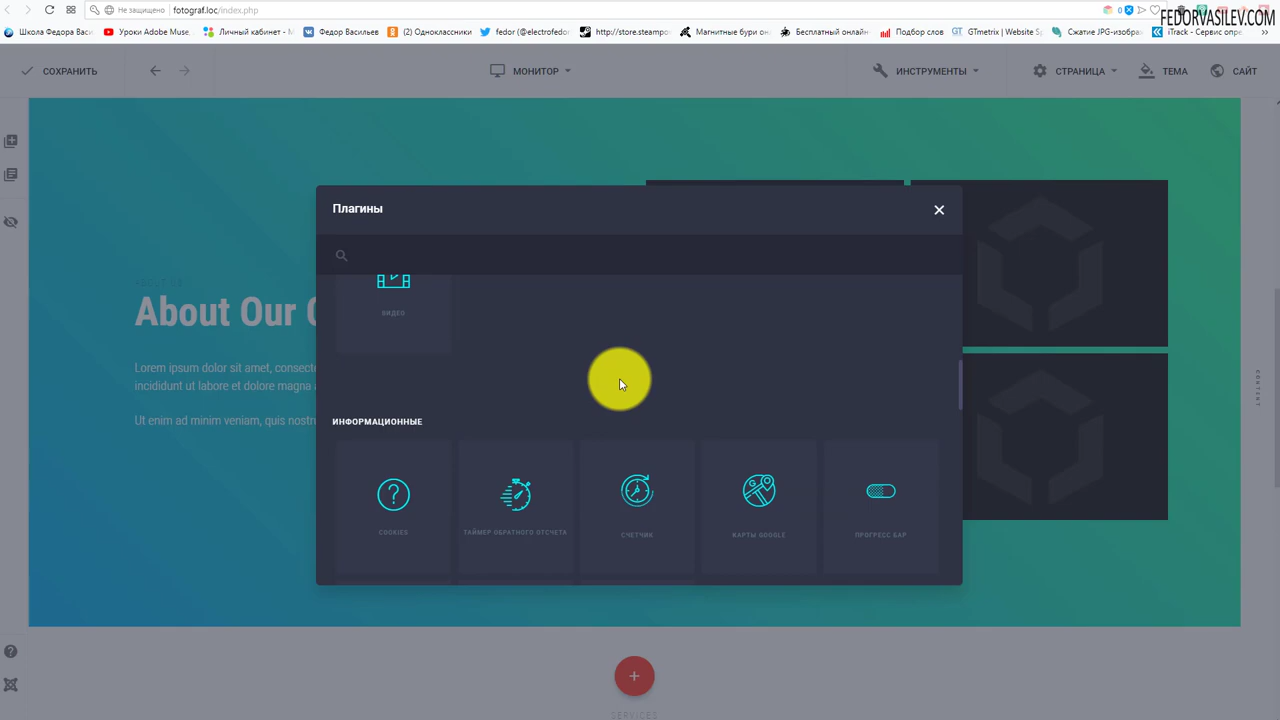 FEDORVASILEV.COM
Не защищено fotograf.loc/index.php 0
Школа Федора Васи Уроки Adobe Muse. Личный кабинет - М Федор Васильев (2) Одноклассники fedor (@electrofedor http://store.steampo Магнитные бури он Бесплатный онлайн Подбор слов GT GTmetrix | Website S Сжатие JPG-изобра iTrack - Сервис опре
СОХРАНИТЬ
МОНИТОР
ИНСТРУМЕНТЫ
СТРАНИЦА
ТЕМА
САЙТ
Плагины
ВИДЕО
About Our
Lorem ipsum dolor sit amet, consecte
incididunt ut labore et dolore magna
Ut enim ad minim veniam, quis nostru
ИНФОРМАЦИОННЫЕ
COOKIES
ТАЙМЕР ОБРАТНОГО ОТСЧЕТА
СЧЕТЧИК
КАРТЫ GOOGLE
ПРОГРЕСС БАР
CONTENT
SERVICES